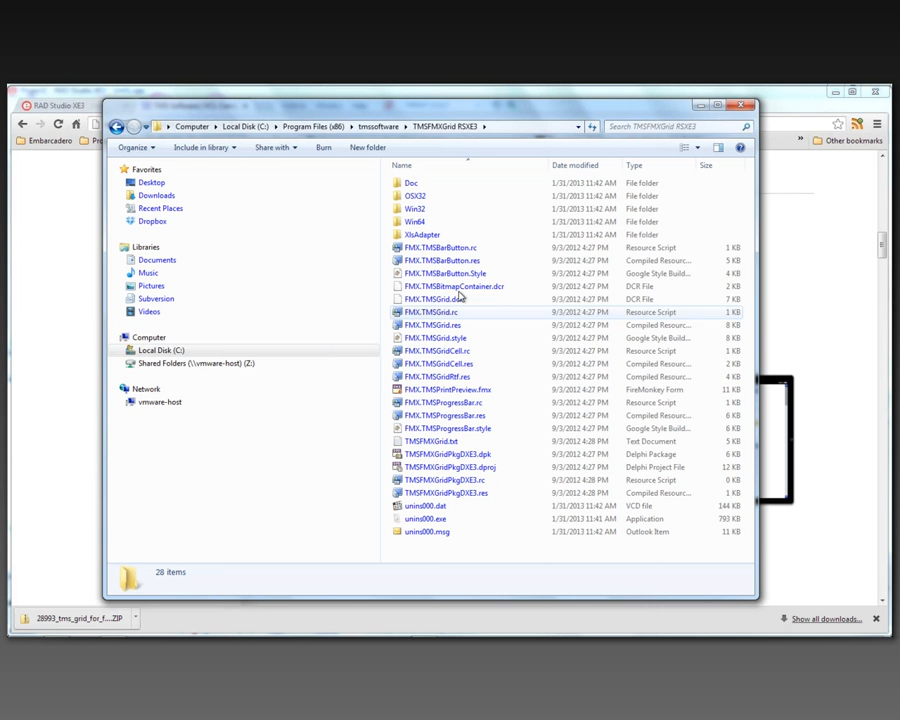 RAD Studio XE3
Embarcadero
Other bookmarks
Computer
Local Disk (C:)
Program Files (x86)
tmssoftware
TMSFMXGrid RSXE3
Search TMSFMXGrid RSXE3
Organize
Include in library
Share with
Burn
New folder
Favorites
Desktop
Downloads
Recent Places
Dropbox
Libraries
Documents
Music
Pictures
Subversion
Videos
Computer
Local Disk (C:)
Shared Folders (\\vmware-host) (Z:)
Network
vmware-host
Name Date modified Type Size
Doc 1/31/2013 11:42 AM File folder
OSX32 1/31/2013 11:42 AM File folder
Win32 1/31/2013 11:42 AM File folder
Win64 1/31/2013 11:42 AM File folder
XlsAdapter 1/31/2013 11:42 AM File folder
FMX.TMSBarButton.rc 9/3/2012 4:27 PM Resource Script 1 KB
FMX.TMSBarButton.res 9/3/2012 4:27 PM Compiled Resourc... 4 KB
FMX.TMSBarButton.Style 9/3/2012 4:27 PM Google Style Build... 4 KB
FMX.TMSBitmapContainer.dcr 9/3/2012 4:27 PM DCR File 2 KB
FMX.TMSGrid. 9/3/2012 4:27 PM DCR File 7 KB
FMX.TMSGrid.rc 9/3/2012 4:27 PM Resource Script 1 KB
FMX.TMSGrid.res 9/3/2012 4:27 PM Compiled Resourc... 8 KB
FMX.TMSGrid.style 9/3/2012 4:27 PM Google Style Build... 8 KB
FMX.TMSGridCell.rc 9/3/2012 4:27 PM Resource Script 1 KB
FMX.TMSGridCell.res 9/3/2012 4:27 PM Compiled Resourc... 8 KB
FMX.TMSGridRtf.res 9/3/2012 4:27 PM Compiled Resourc... 4 KB
FMX.TMSPrintPreview.fmx 9/3/2012 4:27 PM FireMonkey Form 11 KB
FMX.TMSProgressBar.rc 9/3/2012 4:27 PM Resource Script 1 KB
FMX.TMSProgressBar.res 9/3/2012 4:27 PM Compiled Resourc... 6 KB
FMX.TMSProgressBar.style 9/3/2012 4:27 PM Google Style Build... 6 KB
TMSFMXGrid.txt 9/3/2012 4:28 PM Text Document 5 KB
TMSFMXGridPkgDXE3.dpk 9/3/2012 4:27 PM Delphi Package 6 KB
TMSFMXGridPkgDXE3.dproj 9/3/2012 4:27 PM Delphi Project File 12 KB
TMSFMXGridPkgDXE3.rc 9/3/2012 4:28 PM Resource Script 0 KB
TMSFMXGridPkgDXE3.res 9/3/2012 4:27 PM Compiled Resourc... 1 KB
unins000.dat 1/31/2013 11:42 AM VCD file 144 KB
unins000.exe 1/31/2013 11:41 AM Application 793 KB
unins000.msg 1/31/2013 11:42 AM Outlook Item 11 KB
28 items
28993_tms_grid_for_f....ZIP
Show all downloads...